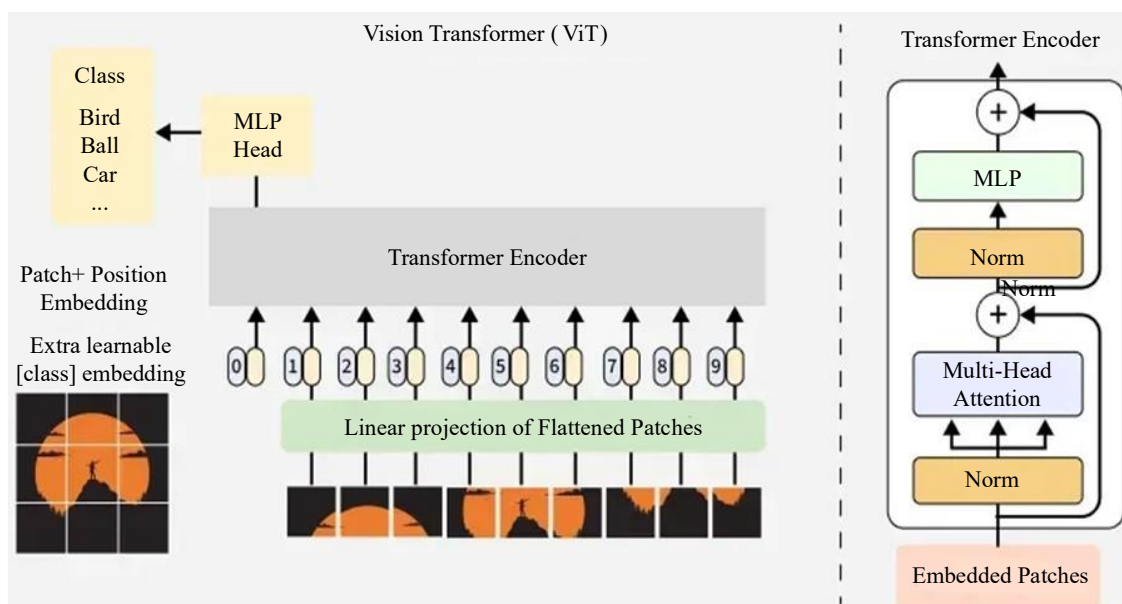 Vision Transformer (ViT)
Class
Bird
Ball
Car
...
MLP
Head
Transformer Encoder
Patch+ Position
Embedding
Extra learnable
[class] embedding
0 1 2 3 4 5 6 7 8 9
Linear projection of Flattened Patches
Transformer Encoder
+
MLP
Norm
Norm
+
Multi-Head
Attention
Norm
Embedded Patches